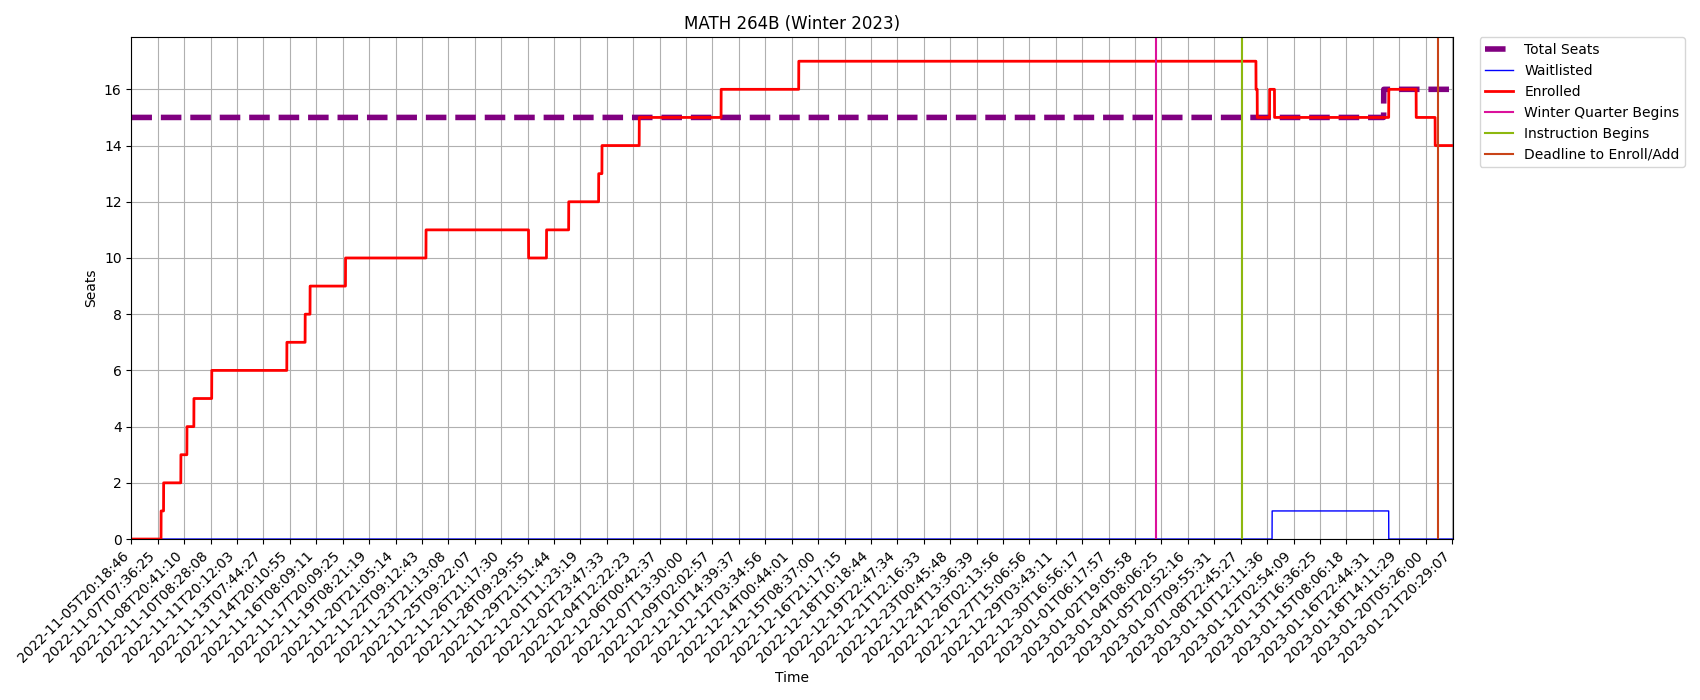 MATH 264B (Winter 2023)
Total Seats
Waitlisted
Enrolled
Winter Quarter Begins
Instruction Begins
Deadline to Enroll/Add
Seats
16
14
12
10
8
6
4
2
0
2022-11-05T20:18:46
2022-11-07T07:36:25
2022-11-08T20:41:10
2022-11-10T08:28:08
2022-11-11T20:12:03
2022-11-13T07:44:27
2022-11-14T20:10:55
2022-11-16T08:09:11
2022-11-17T20:09:25
2022-11-19T08:21:19
2022-11-20T21:05:14
2022-11-22T09:12:43
2022-11-23T21:13:08
2022-11-25T09:22:07
2022-11-26T21:17:30
2022-11-28T09:29:55
2022-11-29T21:51:44
2022-12-01T11:23:19
2022-12-02T23:47:33
2022-12-04T12:22:23
2022-12-06T00:42:37
2022-12-07T13:30:00
2022-12-09T02:02:57
2022-12-10T14:39:37
2022-12-12T03:34:56
2022-12-14T00:44:01
2022-12-15T08:37:00
2022-12-16T21:17:15
2022-12-18T10:18:44
2022-12-19T22:47:34
2022-12-21T12:16:33
2022-12-23T00:45:48
2022-12-24T13:36:39
2022-12-26T02:13:56
2022-12-27T15:06:56
2022-12-29T03:43:11
2022-12-30T16:56:17
2023-01-01T06:17:57
2023-01-02T19:05:58
2023-01-04T08:06:25
2023-01-05T20:52:16
2023-01-07T09:55:31
2023-01-08T22:45:27
2023-01-10T12:11:36
2023-01-12T02:54:09
2023-01-13T16:36:25
2023-01-15T08:06:18
2023-01-16T22:44:31
2023-01-18T14:11:29
2023-01-20T05:26:00
2023-01-21T20:29:07
Time